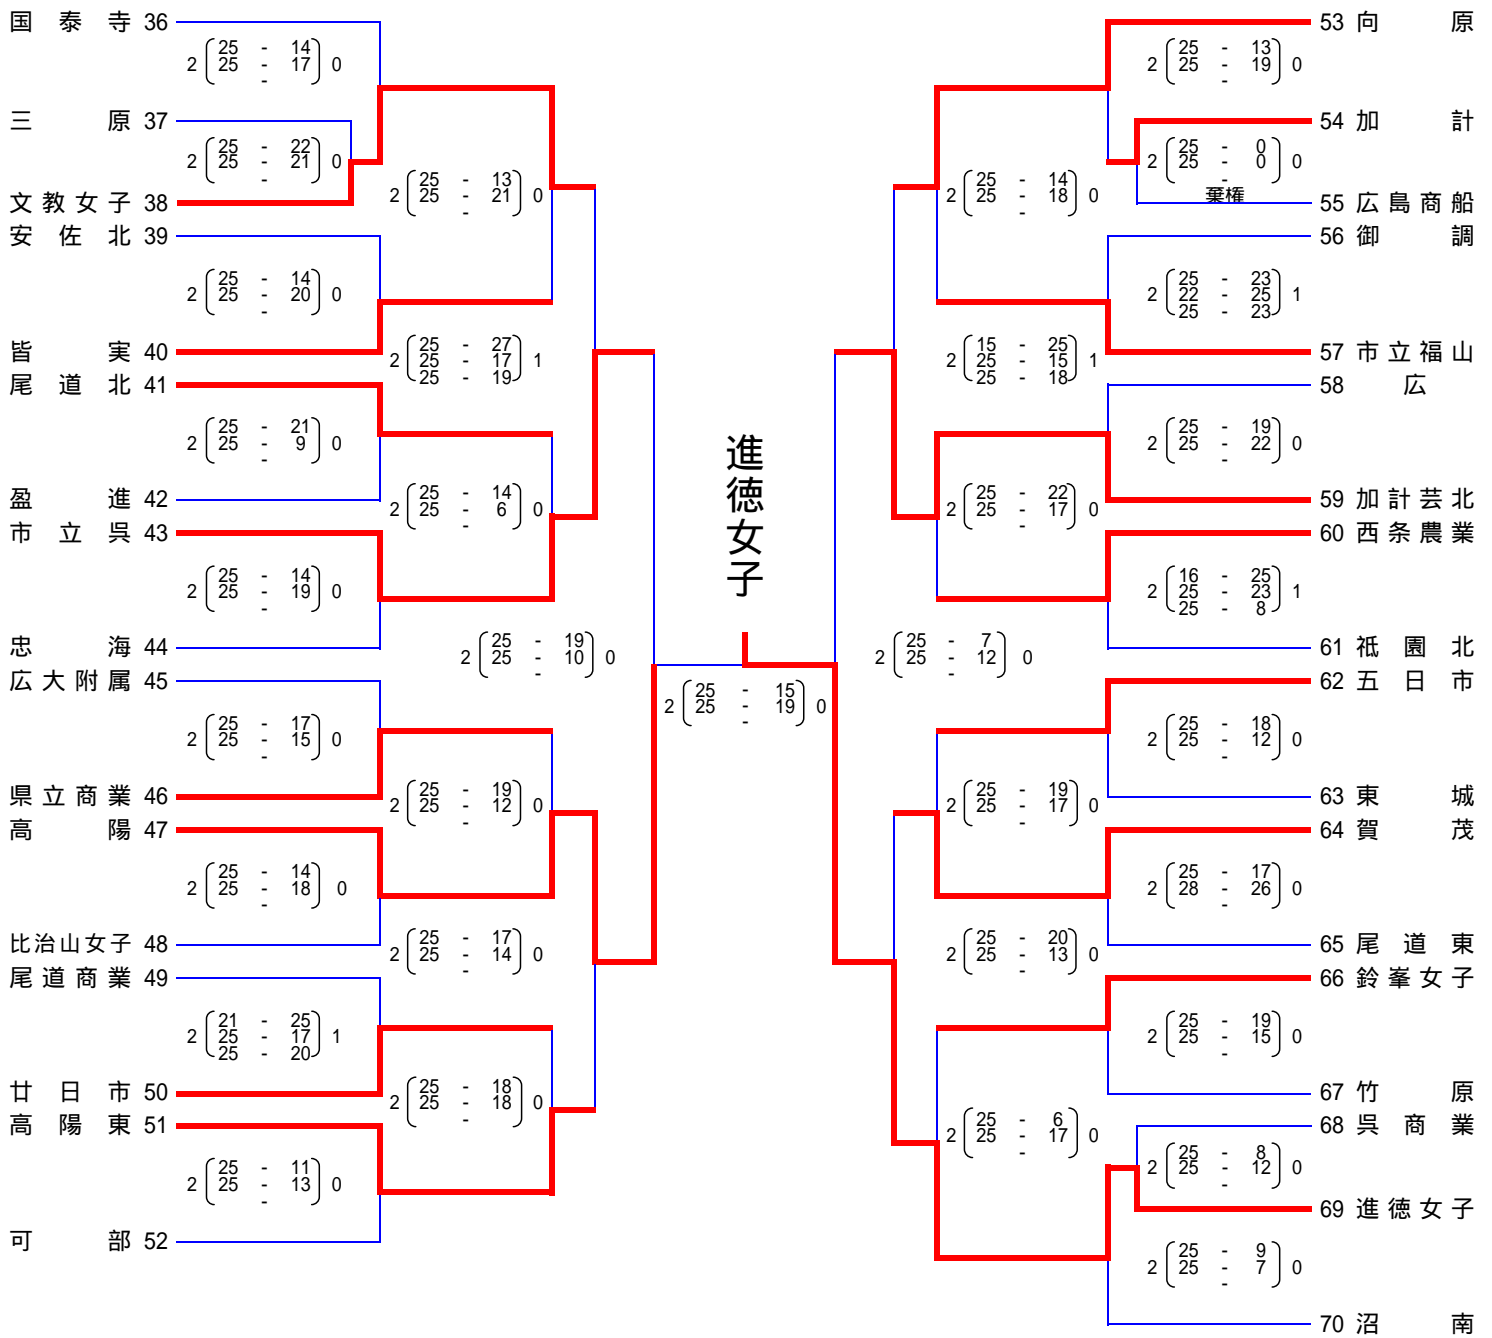 国泰寺 36
2 25 - 14 0
25 - 17
-
三原 37
2 25 - 22 0
25 - 21
-
文教女子 38
2 25 - 13 0
25 - 21
-
安佐北 39
2 25 - 14 0
25 - 20
-
皆実 40
2 25 - 27 1
25 - 17
25 - 19
尾道北 41
2 25 - 21 0
25 - 9
-
盈進 42
2 25 - 14 0
25 - 6
-
市立呉 43
2 25 - 14 0
25 - 19
-
忠海 44
2 25 - 19 0
25 - 10
-
広大附属 45
2 25 - 17 0
25 - 15
-
県立商業 46
2 25 - 19 0
25 - 12
-
高陽 47
2 25 - 14 0
25 - 18
-
比治山女子 48
2 25 - 17 0
25 - 14
-
尾道商業 49
2 21 - 25 1
25 - 17
25 - 20
廿日市 50
2 25 - 18 0
25 - 18
-
高陽東 51
2 25 - 11 0
25 - 13
-
可部 52
進徳女子
2 25 - 15 0
25 - 19
-
53 向原
2 25 - 13 0
25 - 19
-
54 加計
2 25 - 0 0
25 - 0
-
棄権
55 広島商船
2 25 - 14 0
25 - 18
-
56 御調
2 25 - 23 1
22 - 25
25 - 23
57 市立福山
2 15 - 25 1
25 - 15
25 - 18
58 広
2 25 - 19 0
25 - 22
-
59 加計芸北
2 25 - 22 0
25 - 17
-
60 西条農業
2 16 - 25 1
25 - 23
25 - 8
61 祇園北
2 25 - 7 0
25 - 12
-
62 五日市
2 25 - 18 0
25 - 12
-
63 東城
2 25 - 19 0
25 - 17
-
64 賀茂
2 25 - 17 0
28 - 26
-
65 尾道東
2 25 - 20 0
25 - 13
-
66 鈴峯女子
2 25 - 19 0
25 - 15
-
67 竹原
2 25 - 6 0
25 - 17
-
68 呉商業
2 25 - 8 0
25 - 12
-
69 進徳女子
2 25 - 9 0
25 - 7
-
70 沼南